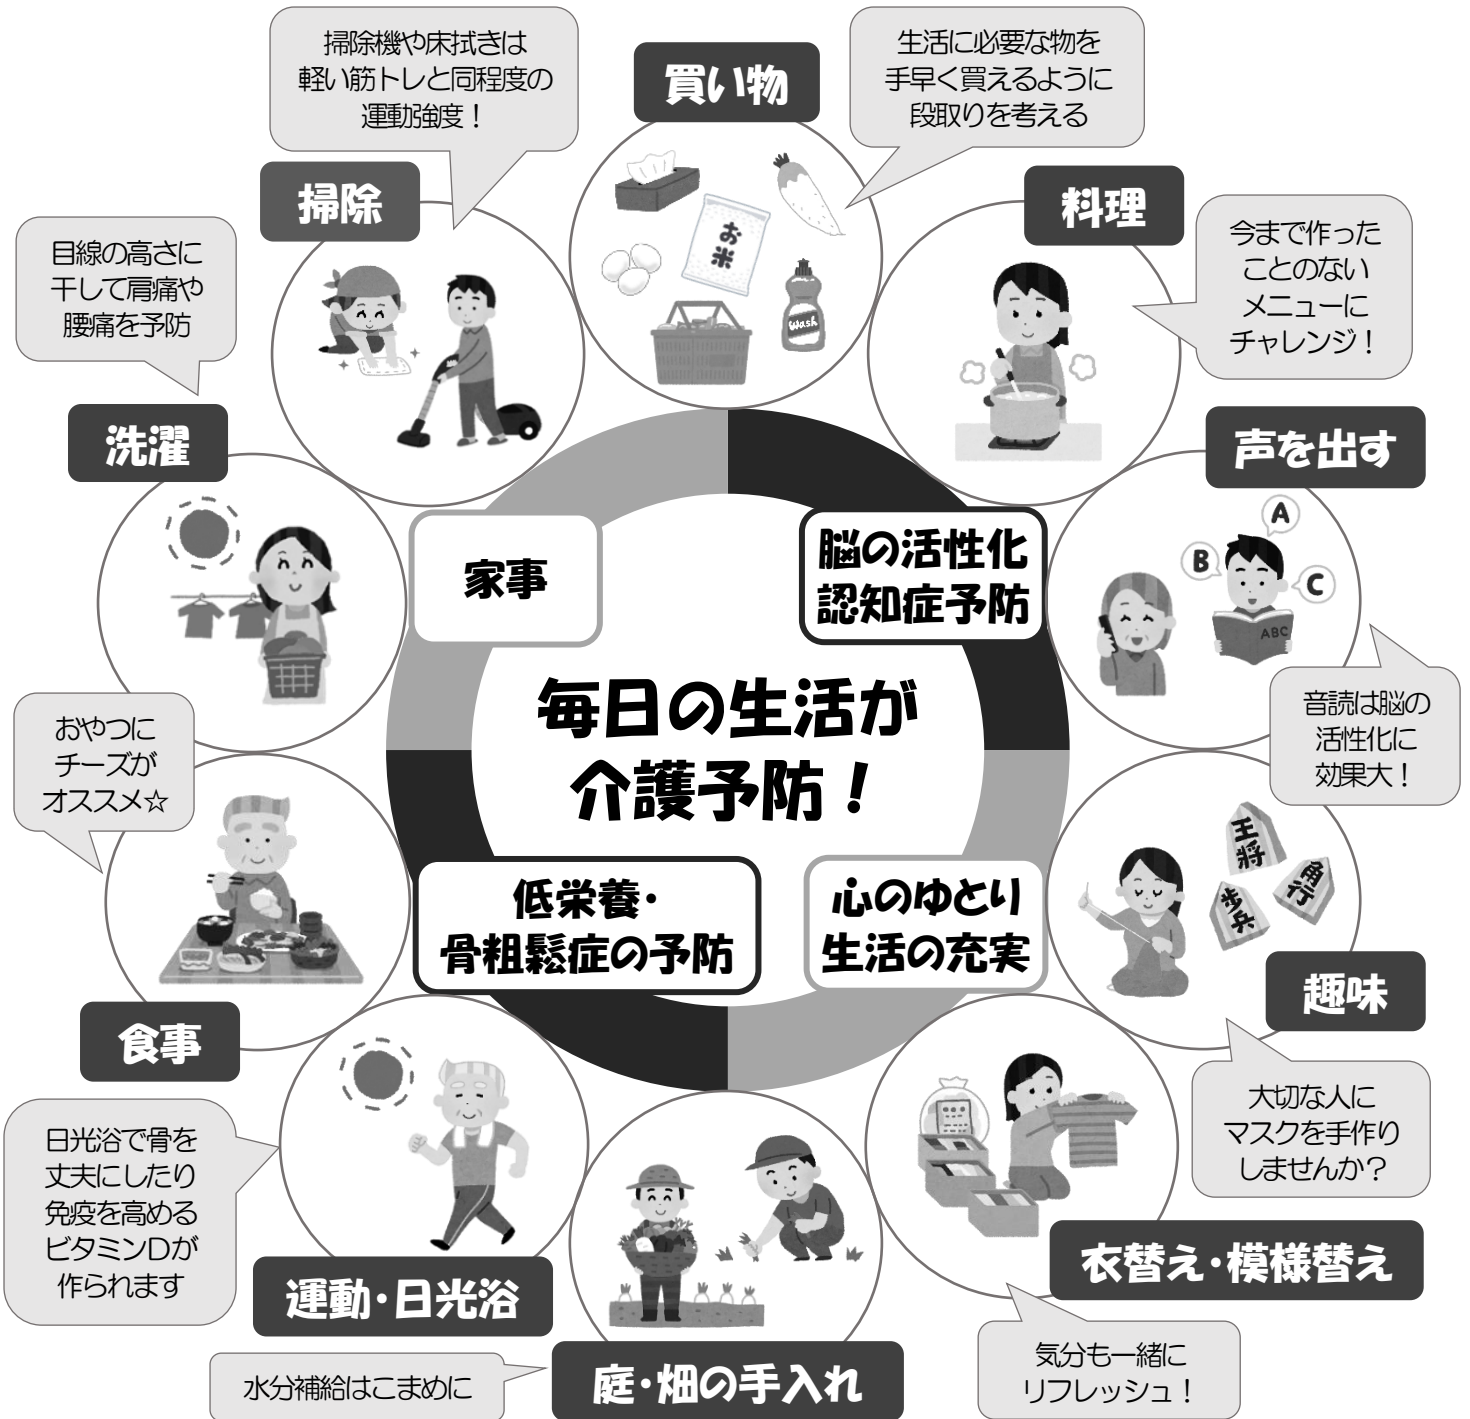 掃除機や床拭きは
軽い筋トレと同程度の
運動強度！
買い物
生活に必要な物を
手早く買えるように
段取りを考える
掃除
料理
目線の高さに
干して肩痛や
腰痛を予防
今まで作った
ことのない
メニューに
チャレンジ！
お米
Wash
洗濯
声を出す
A
B
C
ABC
家事
脳の活性化
認知症予防
毎日の生活が
介護予防！
おやつに
チーズが
オススメ☆
音読は脳の
活性化に
効果大！
低栄養・
骨粗鬆症の予防
心のゆとり
生活の充実
王将
角行
歩兵
食事
趣味
日光浴で骨を
丈夫にしたり
免疫を高める
ビタミンDが
作られます
大切な人に
マスクを手作り
しませんか？
運動・日光浴
衣替え・模様替え
水分補給はこまめに
庭・畑の手入れ
気分も一緒に
リフレッシュ！